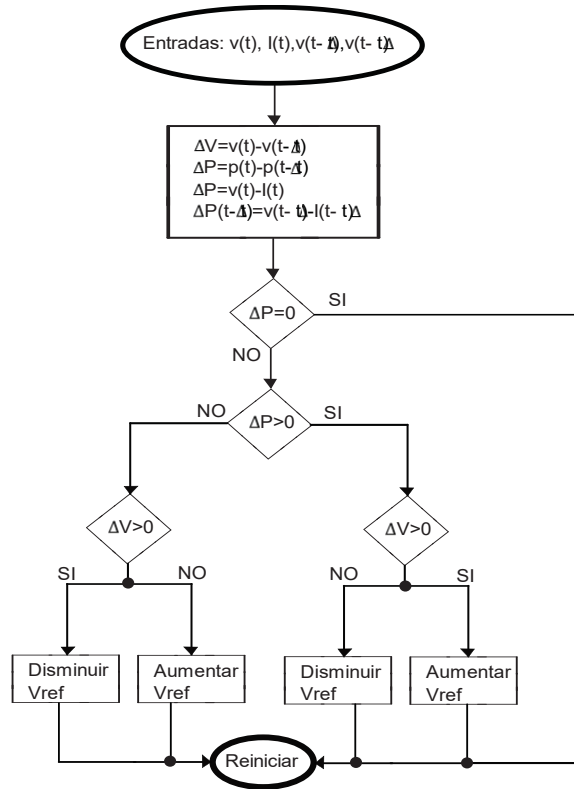 Entradas: v(t), I(t),v(t-Δt),v(t- t)Δ
ΔV=v(t)-v(t-Δt)
ΔP=p(t)-p(t-Δt)
ΔP=v(t)-I(t)
ΔP(t-Δt)=v(t- t)Δ-I(t- t)Δ
ΔP=0
SI
NO
ΔP>0
NO
SI
ΔV>0
ΔV>0
SI
NO
NO
SI
Disminuir
Vref
Aumentar
Vref
Disminuir
Vref
Aumentar
Vref
Reiniciar